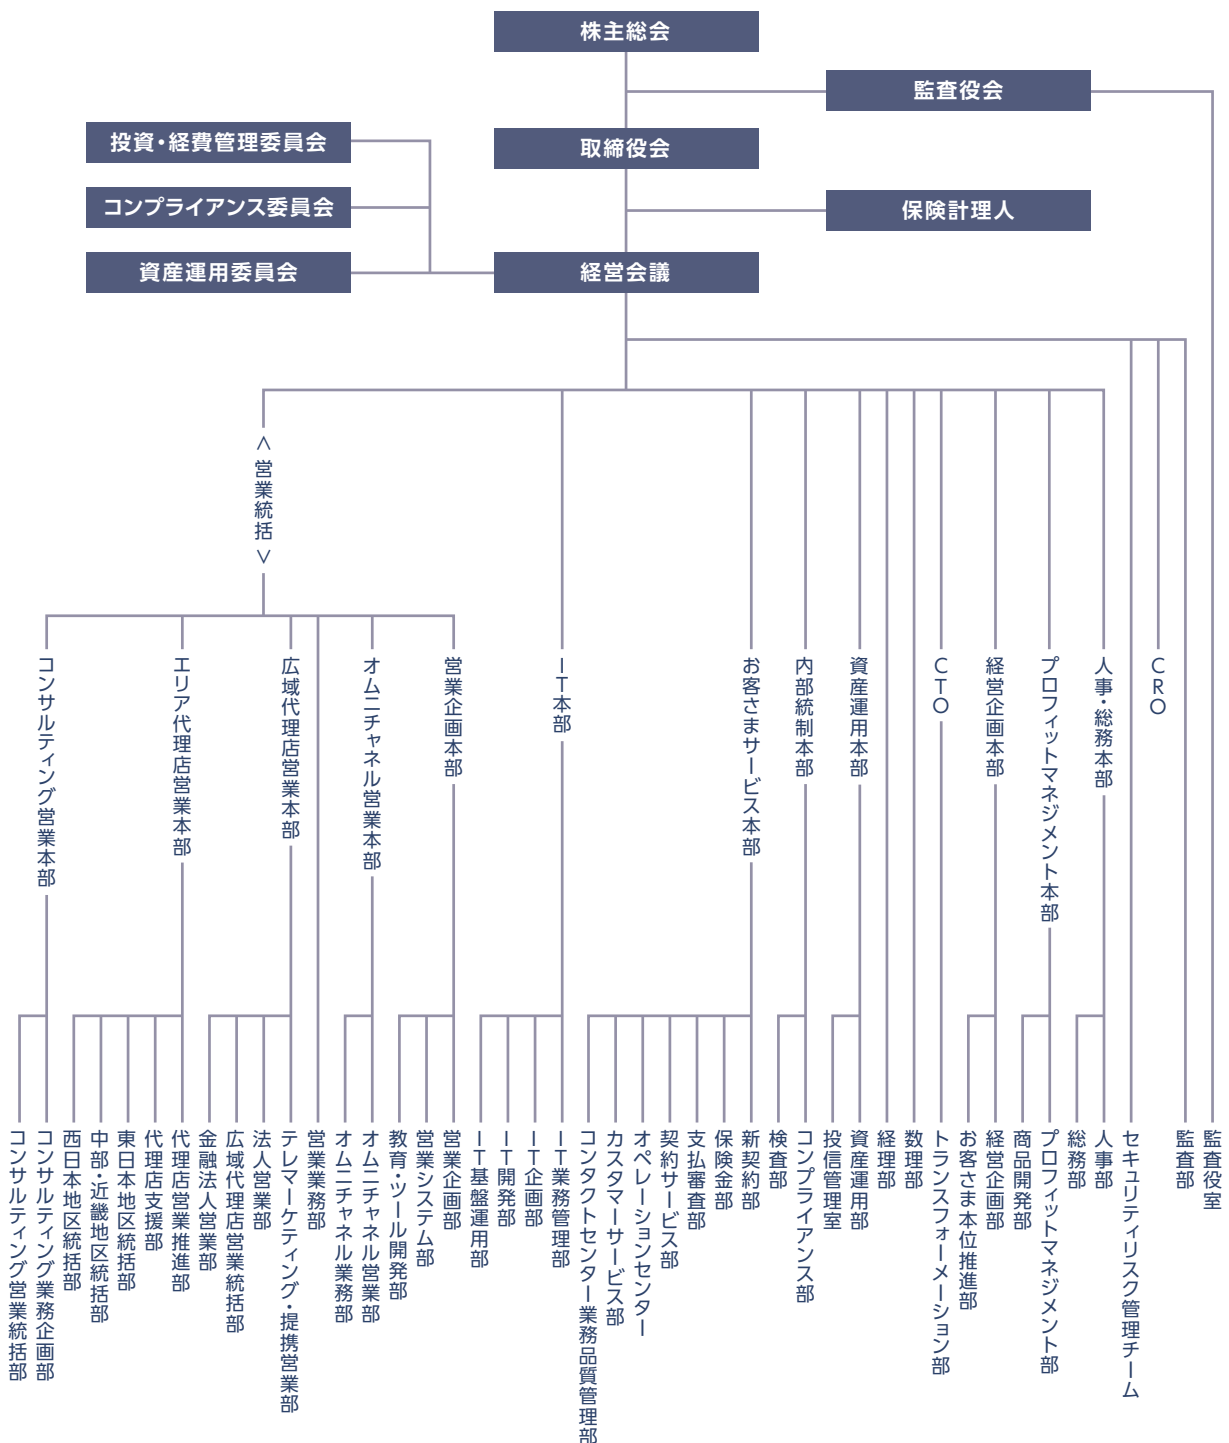 株主総会
監査役会
投資・経費管理委員会
取締役会
コンプライアンス委員会
保険計理人
資産運用委員会
経営会議
＜営業統括＞
コンサルティング営業本部
エリア代理店営業本部
広域代理店営業本部
オムニチャネル営業本部
営業企画本部
IT本部
お客さまサービス本部
内部統制本部
資産運用本部
CTO
経営企画本部
プロフィットマネジメント本部
人事・総務本部
CRO
コンサルティング営業統括部
コンサルティング業務企画部
西日本地区統括部
中部・近畿地区統括部
東日本地区統括部
代理店支援部
代理店営業推進部
金融法人営業部
広域代理店営業統括部
法人営業部
テレマーケティング・提携営業部
営業業務部
オムニチャネル業務部
オムニチャネル営業部
教育・ツール開発部
営業システム部
営業企画部
IT基盤運用部
IT開発部
IT企画部
IT業務管理部
コンタクトセンター業務品質管理部
カスタマーサービス部
オペレーションセンター
契約サービス部
支払審査部
保険金部
新契約部
検査部
コンプライアンス部
投信管理室
資産運用部
経理部
数理部
トランスフォーメーション部
お客さま本位推進部
経営企画部
商品開発部
プロフィットマネジメント部
総務部
人事部
セキュリティリスク管理チーム
監査部
監査役室